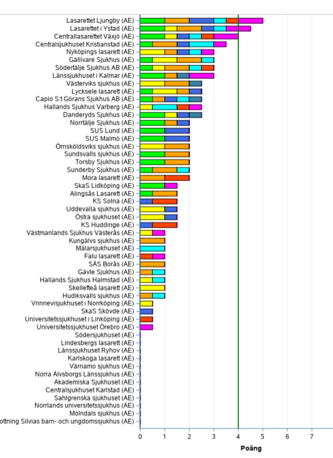 Lasarettet Ljungby (AE)
Lasarettet i Ystad (AE)
Centrallasarettet Växjö (AE)
Centralsjukhuset Kristianstad (AE)
Nyköpings lasarett (AE)
Gällivare Sjukhus (AE)
Södertälje Sjukhus AB (AE)
Länssjukhuset i Kalmar (AE)
Västerviks sjukhus (AE)
Lycksele lasarett (AE)
Capio S:t Görans Sjukhus AB (AE)
Hallands Sjukhus Varberg (AE)
Danderyds Sjukhus (AE)
Norrtälje Sjukhus (AE)
SUS Lund (AE)
SUS Malmö (AE)
Örnsköldsviks sjukhus (AE)
Sundsvalls sjukhus (AE)
Torsby Sjukhus (AE)
Sunderby Sjukhus (AE)
Mora lasarett (AE)
SkaS Lidköping (AE)
Alingsås Lasarett (AE)
KS Solna (AE)
Uddevalla sjukhus (AE)
Östra sjukhuset (AE)
KS Huddinge (AE)
Västmanlands Sjukhus Västerås (AE)
Kungälvs sjukhus (AE)
Mälarsjukhuset (AE)
Falu lasarett (AE)
SÄS Borås (AE)
Gävle Sjukhus (AE)
Hallands Sjukhus Halmstad (AE)
Skellefteå lasarett (AE)
Hudiksvalls sjukhus (AE)
Vrinnevisjukhuset i Norrköping (AE)
SkaS Skövde (AE)
Universitetssjukhuset i Linköping (AE)
Universitetssjukhuset Örebro (AE)
Södersjukhuset (AE)
Lindesbergs lasarett (AE)
Länssjukhuset Ryhov (AE)
Karlskoga lasarett (AE)
Värnamo sjukhus (AE)
Norra Älvsborgs Länssjukhus (AE)
Akademiska Sjukhuset (AE)
Centralsjukhuset Karlstad (AE)
Sahlgrenska sjukhuset (AE)
Norrlands universitetssjukhus (AE)
Mölndals sjukhus (AE)
ottning Silvias barn- och ungdomssjukhus (AE)
0 1 2 3 4 5 6 7
Poäng